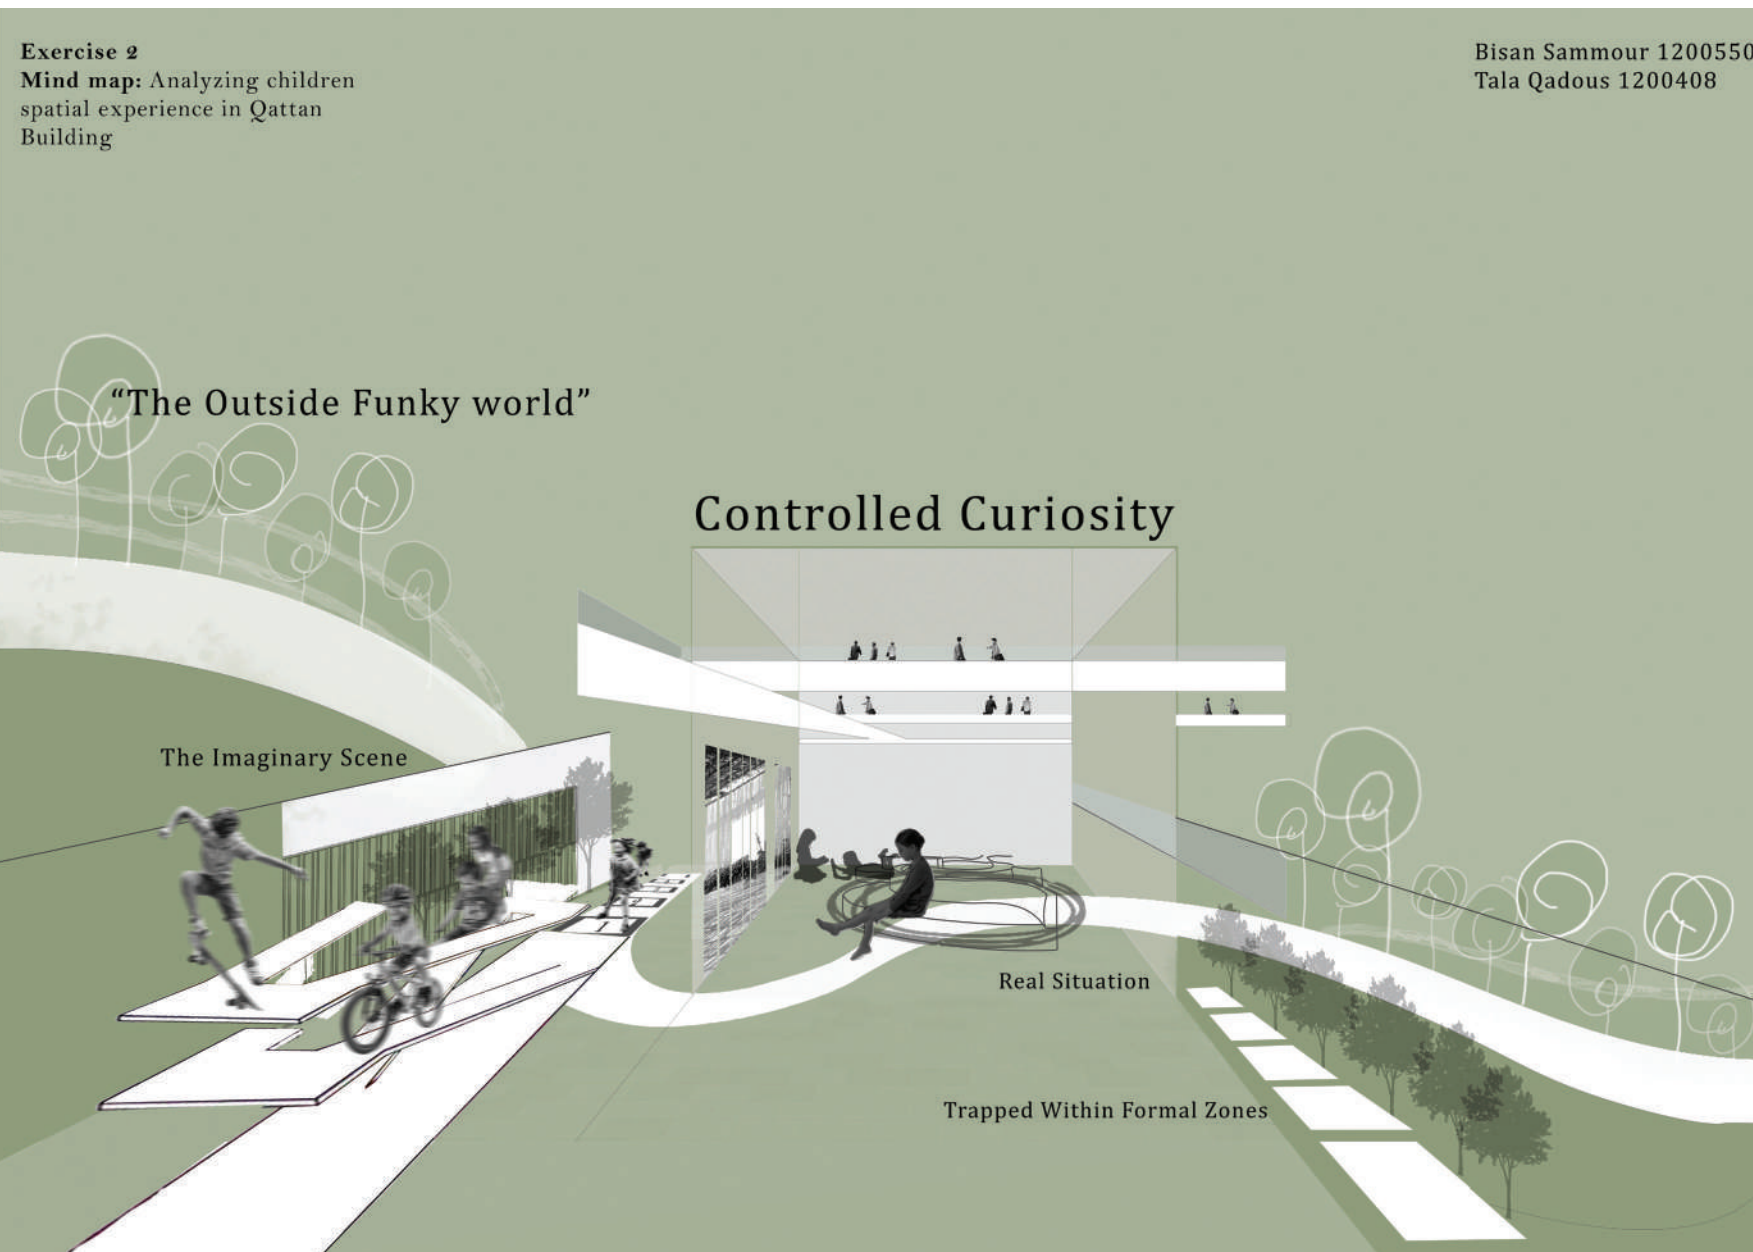 Exercise 2
Mind map: Analyzing children
spatial experience in Qattan
Building
Bisan Sammour 1200550
Tala Qadous 1200408
“The Outside Funky world”
Controlled Curiosity
The Imaginary Scene
Real Situation
Trapped Within Formal Zones